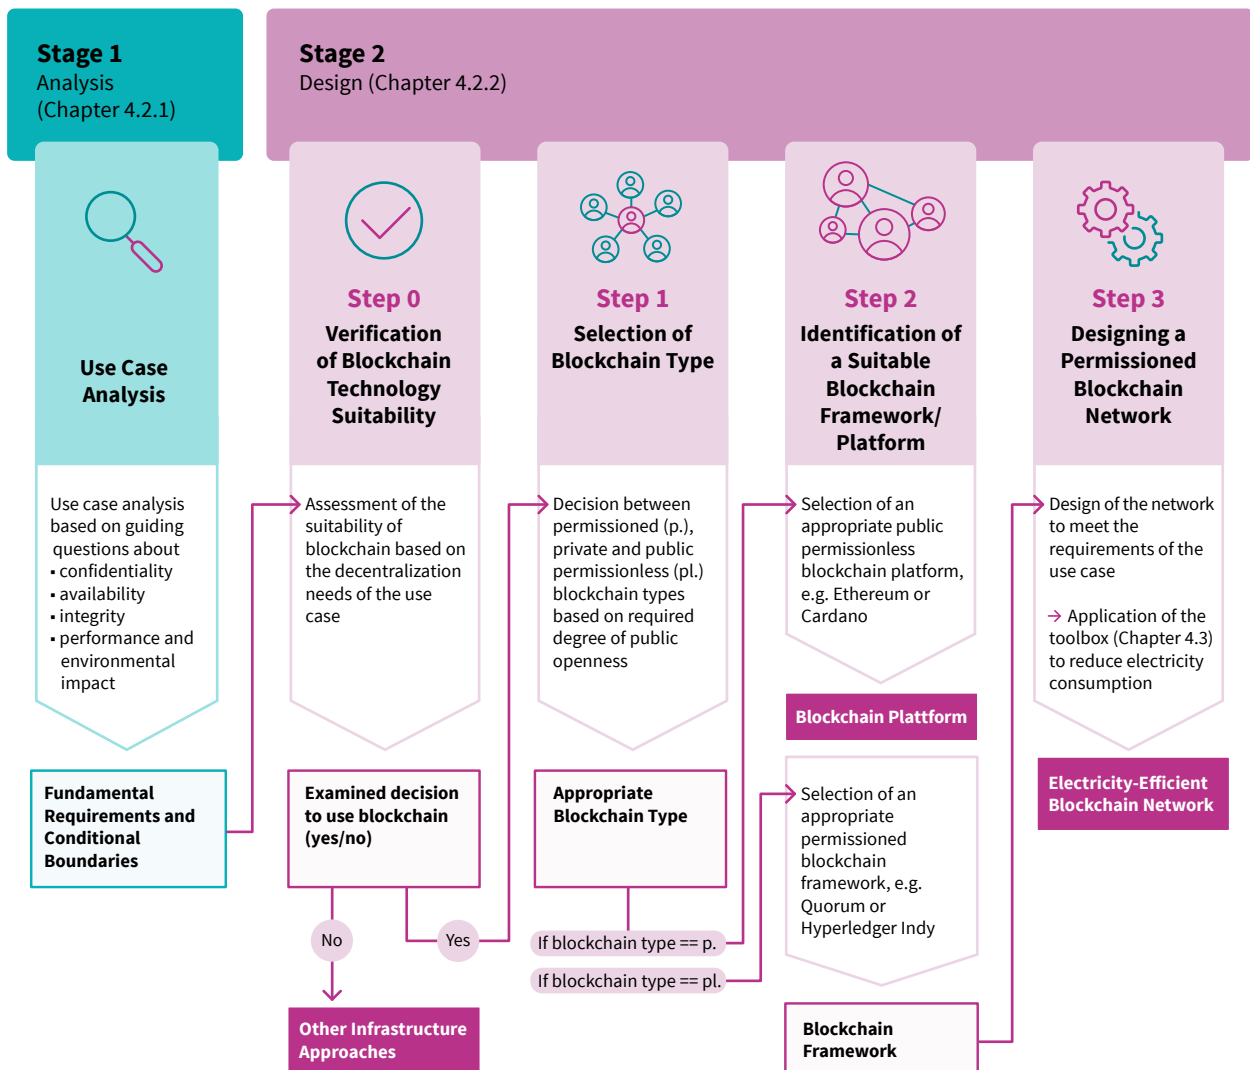 Stage 1
Analysis
(Chapter 4.2.1)
Stage 2
Design (Chapter 4.2.2)
Use Case
Analysis
Use case analysis
based on guiding
questions about
▪ confidentiality
▪ availability
▪ integrity
▪ performance and
environmental
impact
Fundamental
Requirements and
Conditional
Boundaries
Step 0
Verification
of Blockchain
Technology
Suitability
Assessment of the
suitability of
blockchain based on
the decentralization
needs of the use
case
Examined decision
to use blockchain
(yes/no)
No
Yes
Other Infrastructure
Approaches
Step 1
Selection of
Blockchain Type
Decision between
permissioned (p.),
private and public
permissionless (pl.)
blockchain types
based on required
degree of public
openness
Appropriate
Blockchain Type
If blockchain type == p.
If blockchain type == pl.
Step 2
Identification of
a Suitable
Blockchain
Framework/
Platform
Selection of an
appropriate public
permissionless
blockchain platform,
e.g. Ethereum or
Cardano
Blockchain Plattform
Selection of an
appropriate
permissioned
blockchain
framework, e.g.
Quorum or
Hyperledger Indy
Blockchain
Framework
Step 3
Designing a
Permissioned
Blockchain
Network
Design of the network
to meet the
requirements of the
use case
→ Application of the
toolbox (Chapter 4.3)
to reduce electricity
consumption
Electricity-Efficient
Blockchain Network